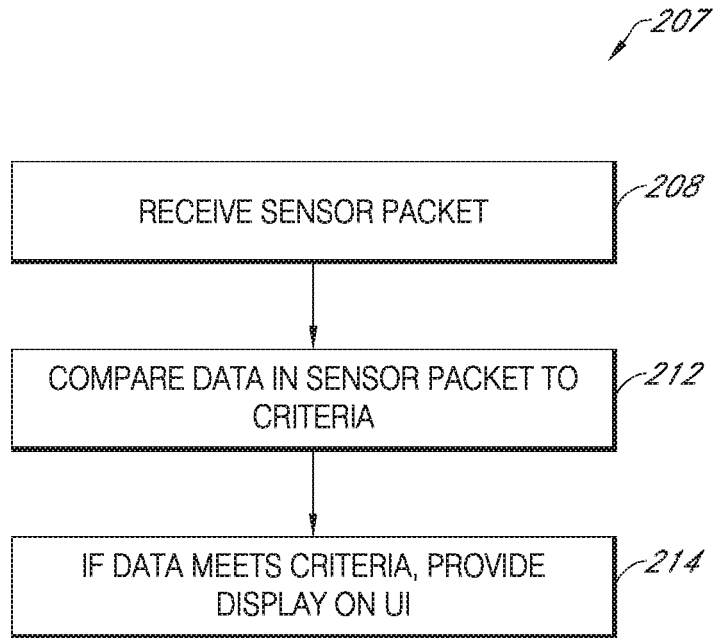 207
RECEIVE SENSOR PACKET
208
COMPARE DATA IN SENSOR PACKET TO
CRITERIA
212
IF DATA MEETS CRITERIA, PROVIDE
DISPLAY ON UI
214